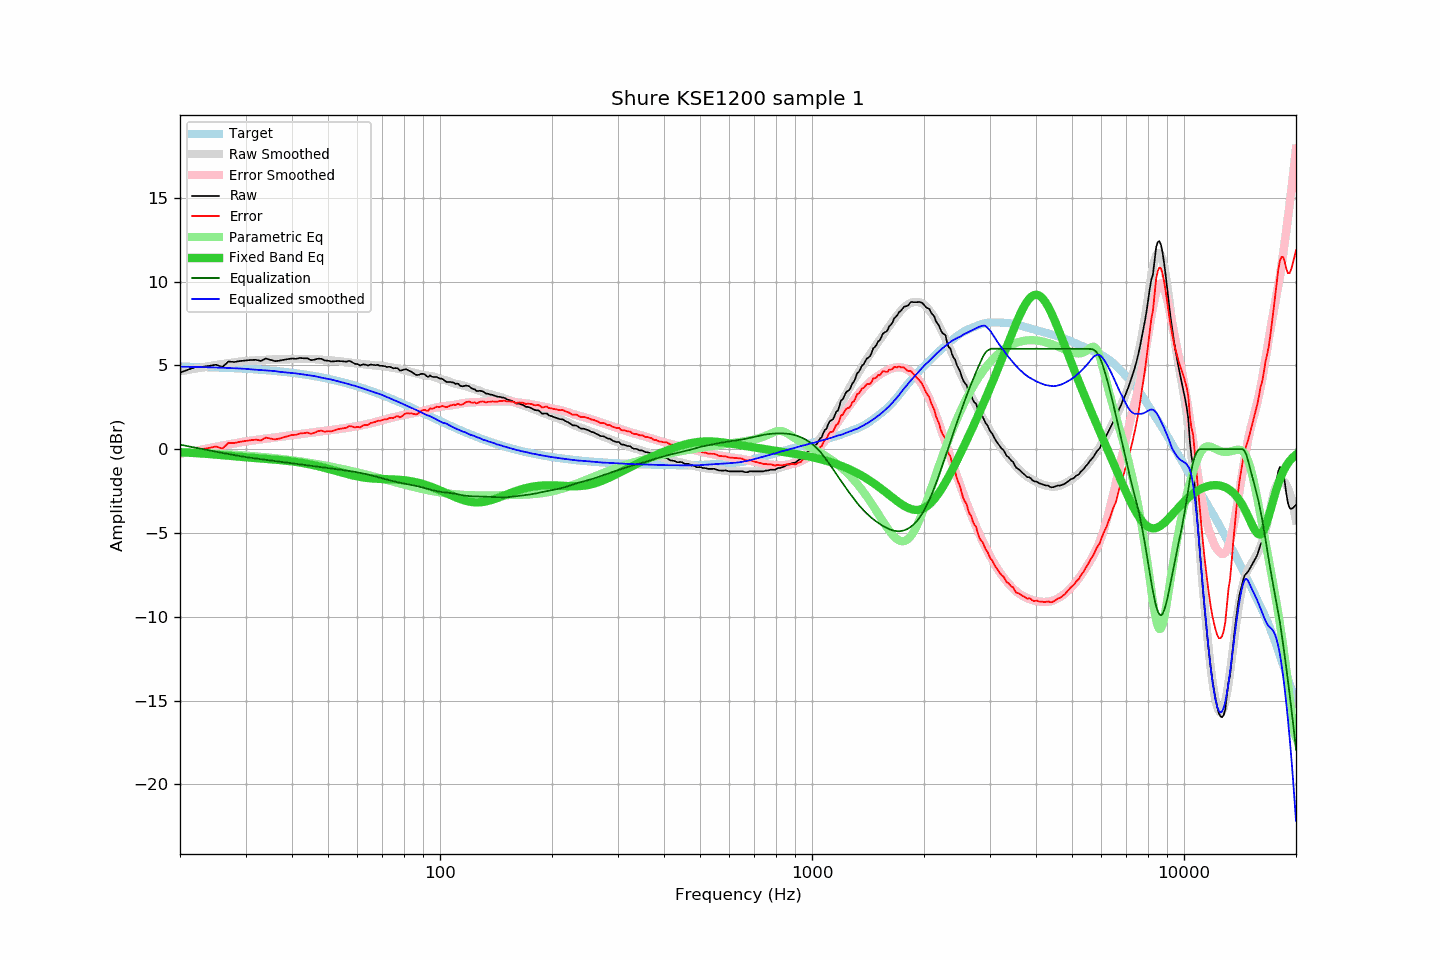 Shure KSE1200 sample 1
Target
Raw Smoothed
Error Smoothed
Raw
Error
Parametric Eq
Fixed Band Eq
Equalization
Equalized smoothed
15
10
5
0
−5
−10
−15
−20
Amplitude (dBr)
100
1000
10000
Frequency (Hz)